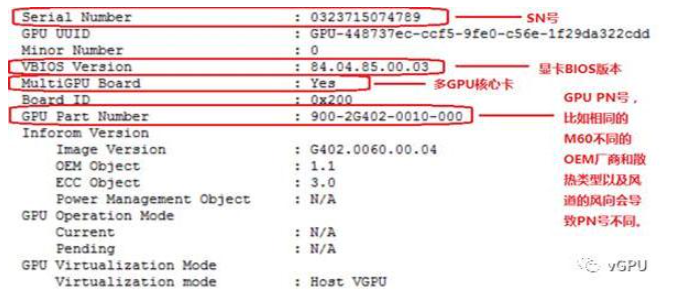 Serial Number : 0323715074789 SN号
GPU UUID : GPU-448737ec-ccf5-9fe0-c56e-1f29da322cdd
Minor Number : 0
VBIOS Version : 84.04.85.00.03 显卡BIOS版本
MultiGPU Board : Yes 多GPU核心卡
Board ID : 0x200
GPU Part Number : 900-2G402-0010-000
GPU PN号，
比如相同的
M60不同的
OEM厂商和散
热类型以及风
道的风向会导
致PN号不同。
Inforom Version
Image Version : G402.0060.00.04
OEM Object : 1.1
ECC Object : 3.0
Power Management Object : N/A
GPU Operation Mode
Current : N/A
Pending : N/A
GPU Virtualization Mode
Virtualization mode : Host VGPU
vGPU